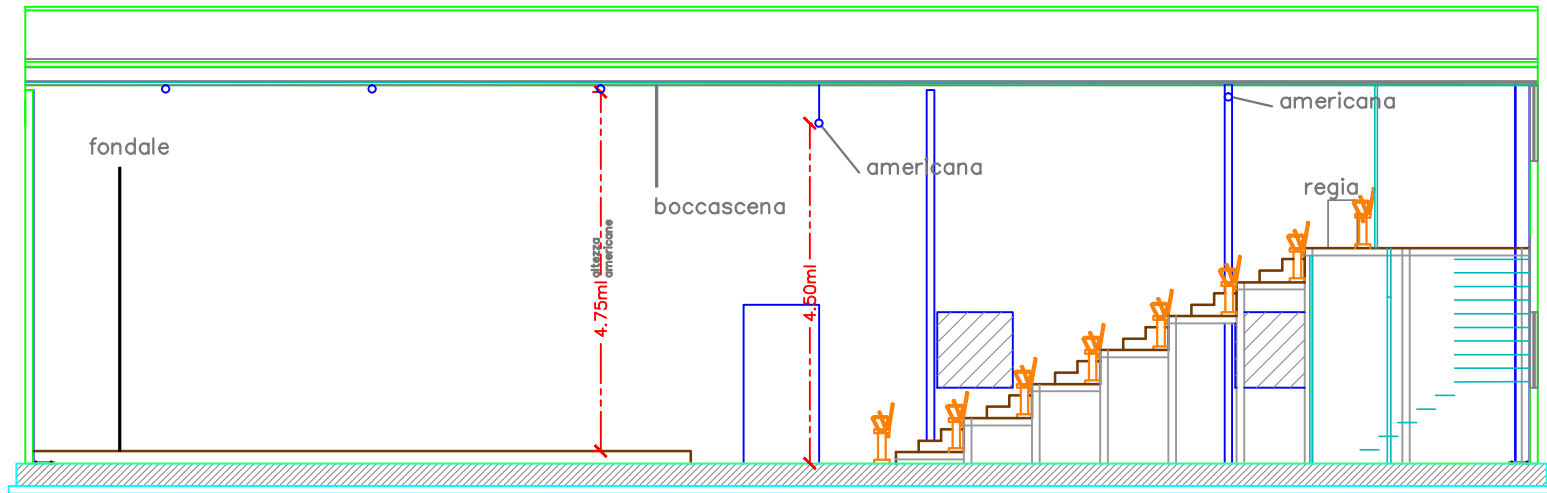 americana
fondale
americana
regia
boccascena
altezza
americane
4.75ml
4.50ml